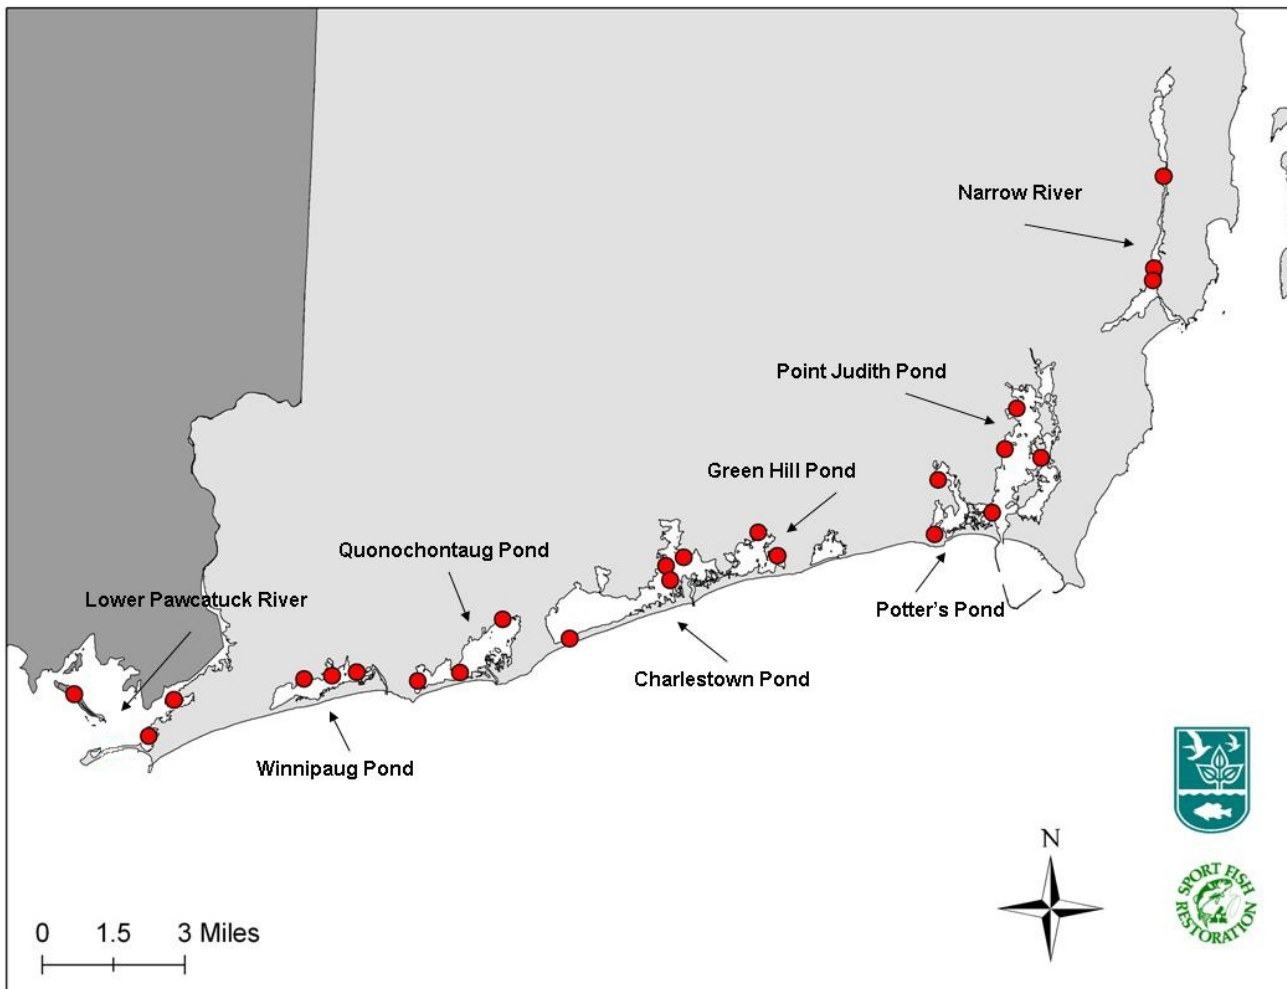 Narrow River
Point Judith Pond
Green Hill Pond
Quonochontaug Pond
Lower Pawcatuck River
Potter's Pond
Charlestown Pond
Winnipaug Pond
N
SPORT FISH
RESTORATION
0 1.5 3 Miles